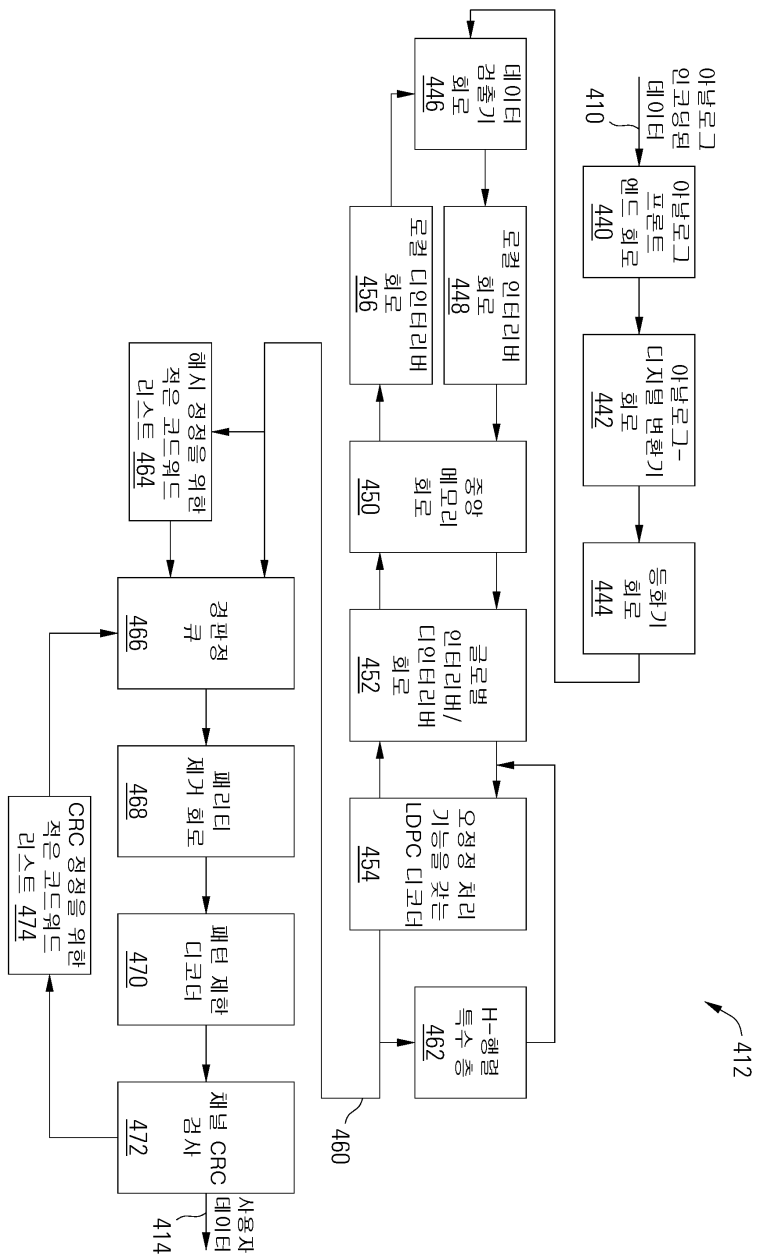 아날로그
인코딩된
데이터
410
아날로그
프론트
엔드 회로
440
아날로그-
디지털 변환기
회로
442
등화기
회로
444
데이터
검출기
회로
446
로컬 인터리버
회로
448
로컬 디인터리버
회로
456
중앙
메모리
회로
450
글로벌
인터리버/
디인터리버
회로
452
오정정 처리
기능을 갖는
LDPC 디코더
454
H-행렬
특수 층
462
412
460
해시 정정을 위한
적은 코드워드
리스트 464
경판정
큐
466
패리티
제거 회로
468
패턴 제한
디코더
470
채널 CRC
검사
472
CRC 정정을 위한
적은 코드워드
리스트 474
사용자
데이터
414